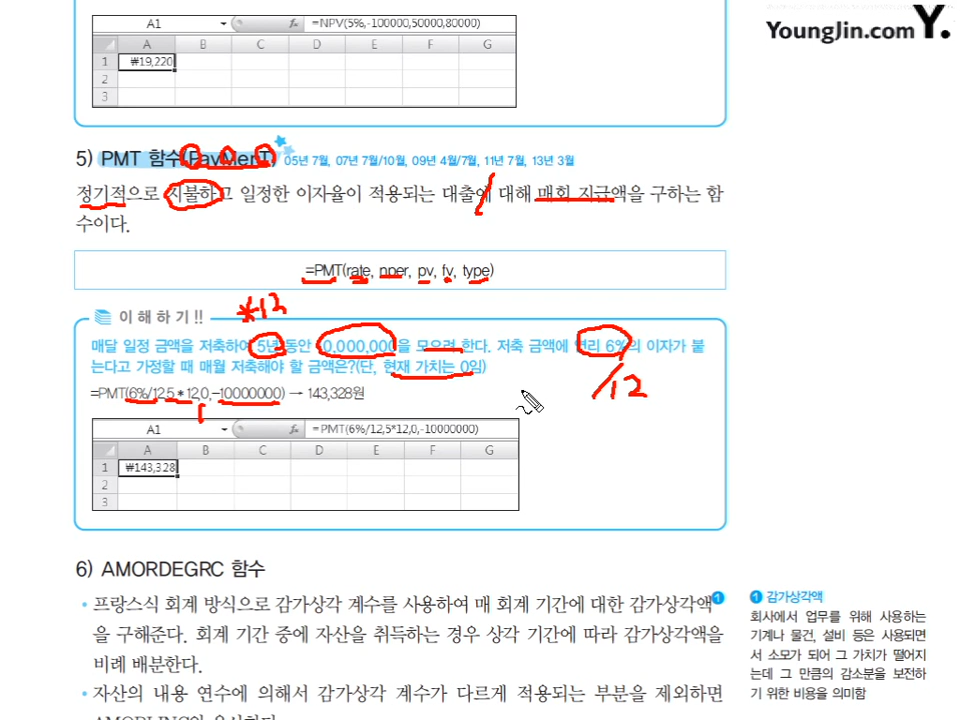 A1 fx =NPV(5%,-100000,50000,80000)
A B C D E F G
1 ₩19,220
2
3
YoungJin.com Y.
5) PMT 함수(PayMenT) 05년 7월, 07년 7월/10월, 09년 4월/7월, 11년 7월, 13년 3월
정기적으로 지불하고 일정한 이자율이 적용되는 대출에 대해 매회 지급액을 구하는 함
수이다.
=PMT(rate, nper, pv, fv, type)
*12
이해하기!!
매달 일정 금액을 저축하여 5년 동안 10,000,000을 모으려 한다. 저축 금액에 연리 6%의 이자가 붙
는다고 가정할 때 매월 저축해야 할 금액은?(단, 현재 가치는 0임)
/12
=PMT(6%/12,5*12,0,-10000000) → 143,328원
A1 fx =PMT(6%/12,5*12,0,-10000000)
A B C D E F G
1 ₩143,328
2
3
6) AMORDEGRC 함수
• 프랑스식 회계 방식으로 감가상각 계수를 사용하여 매 회계 기간에 대한 감가상각액❶
을 구해준다. 회계 기간 중에 자산을 취득하는 경우 상각 기간에 따라 감가상각액을
비례 배분한다.
• 자산의 내용 연수에 의해서 감가상각 계수가 다르게 적용되는 부분을 제외하면
❶ 감가상각액
회사에서 업무를 위해 사용하는
기계나 물건, 설비 등은 사용되면
서 소모가 되어 그 가치가 떨어지
는데 그 만큼의 감소분을 보전하
기 위한 비용을 의미함